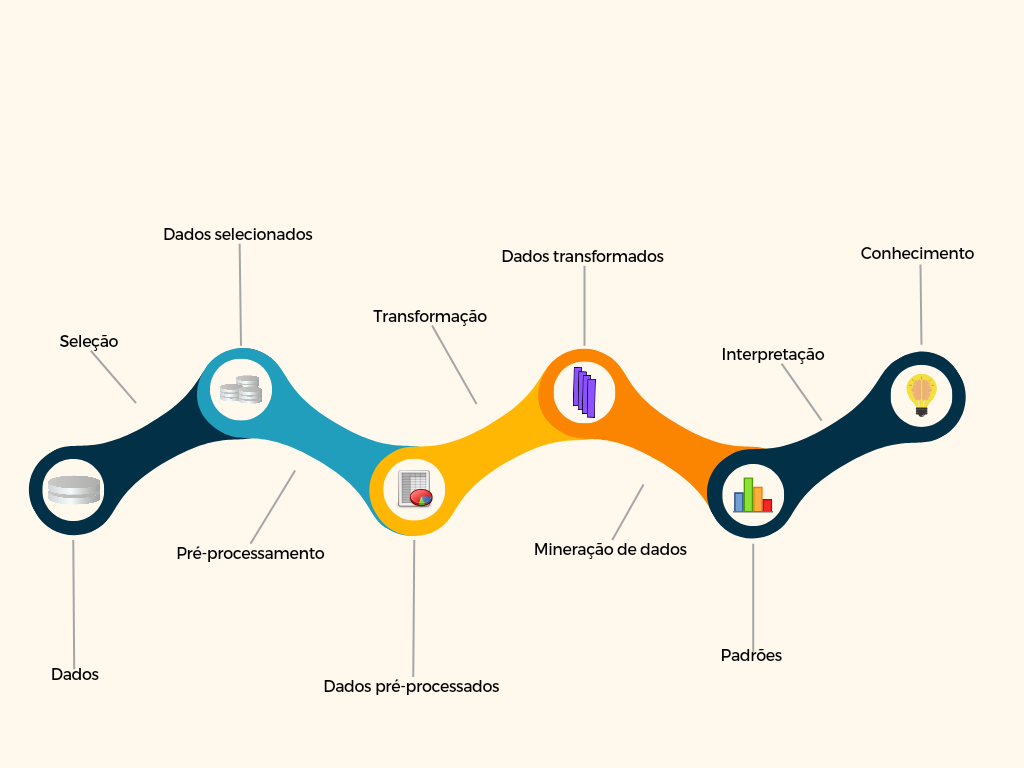 Dados selecionados
Dados transformados
Conhecimento
Transformação
Seleção
Interpretação
Pré-processamento
Mineração de dados
Dados
Dados pré-processados
Padrões